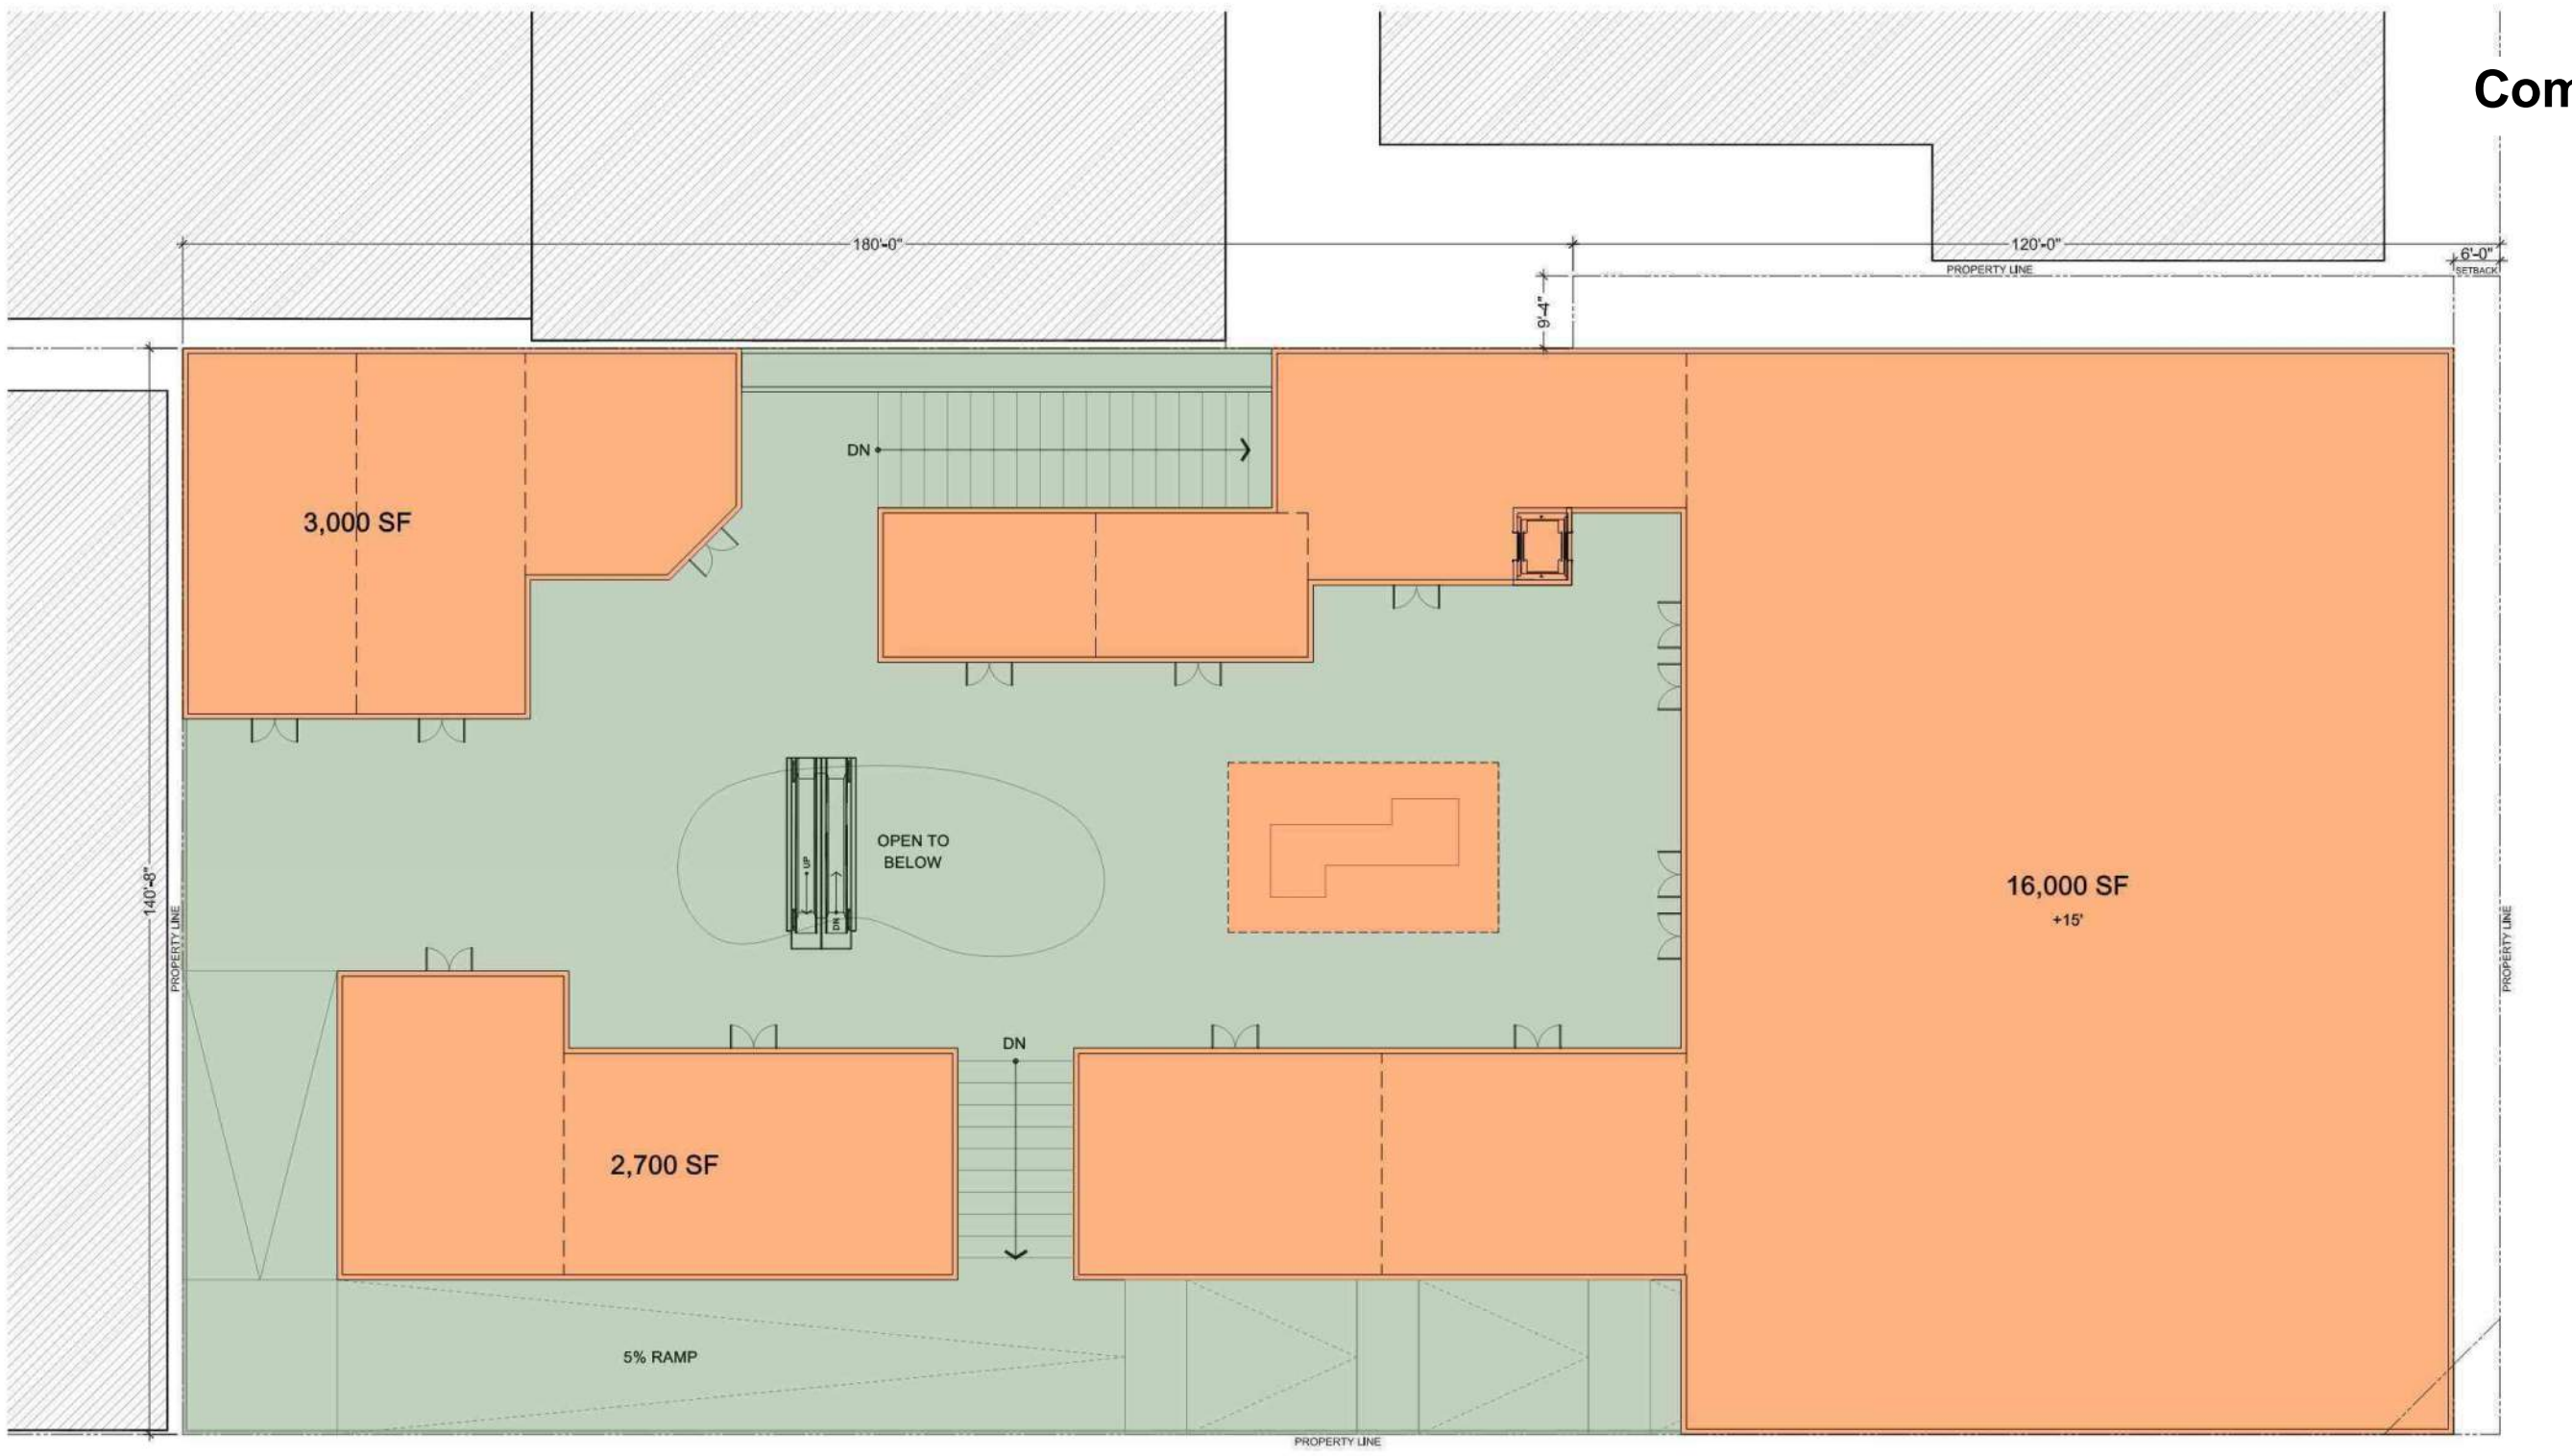 Com
180'-0"
120'-0"
6'-0"
SETBACK
PROPERTY LINE
9'-4"
DN
3,000 SF
OPEN TO
BELOW
UP
DN
16,000 SF
+15'
140'-8"
PROPERTY LINE
PROPERTY LINE
DN
2,700 SF
5% RAMP
PROPERTY LINE